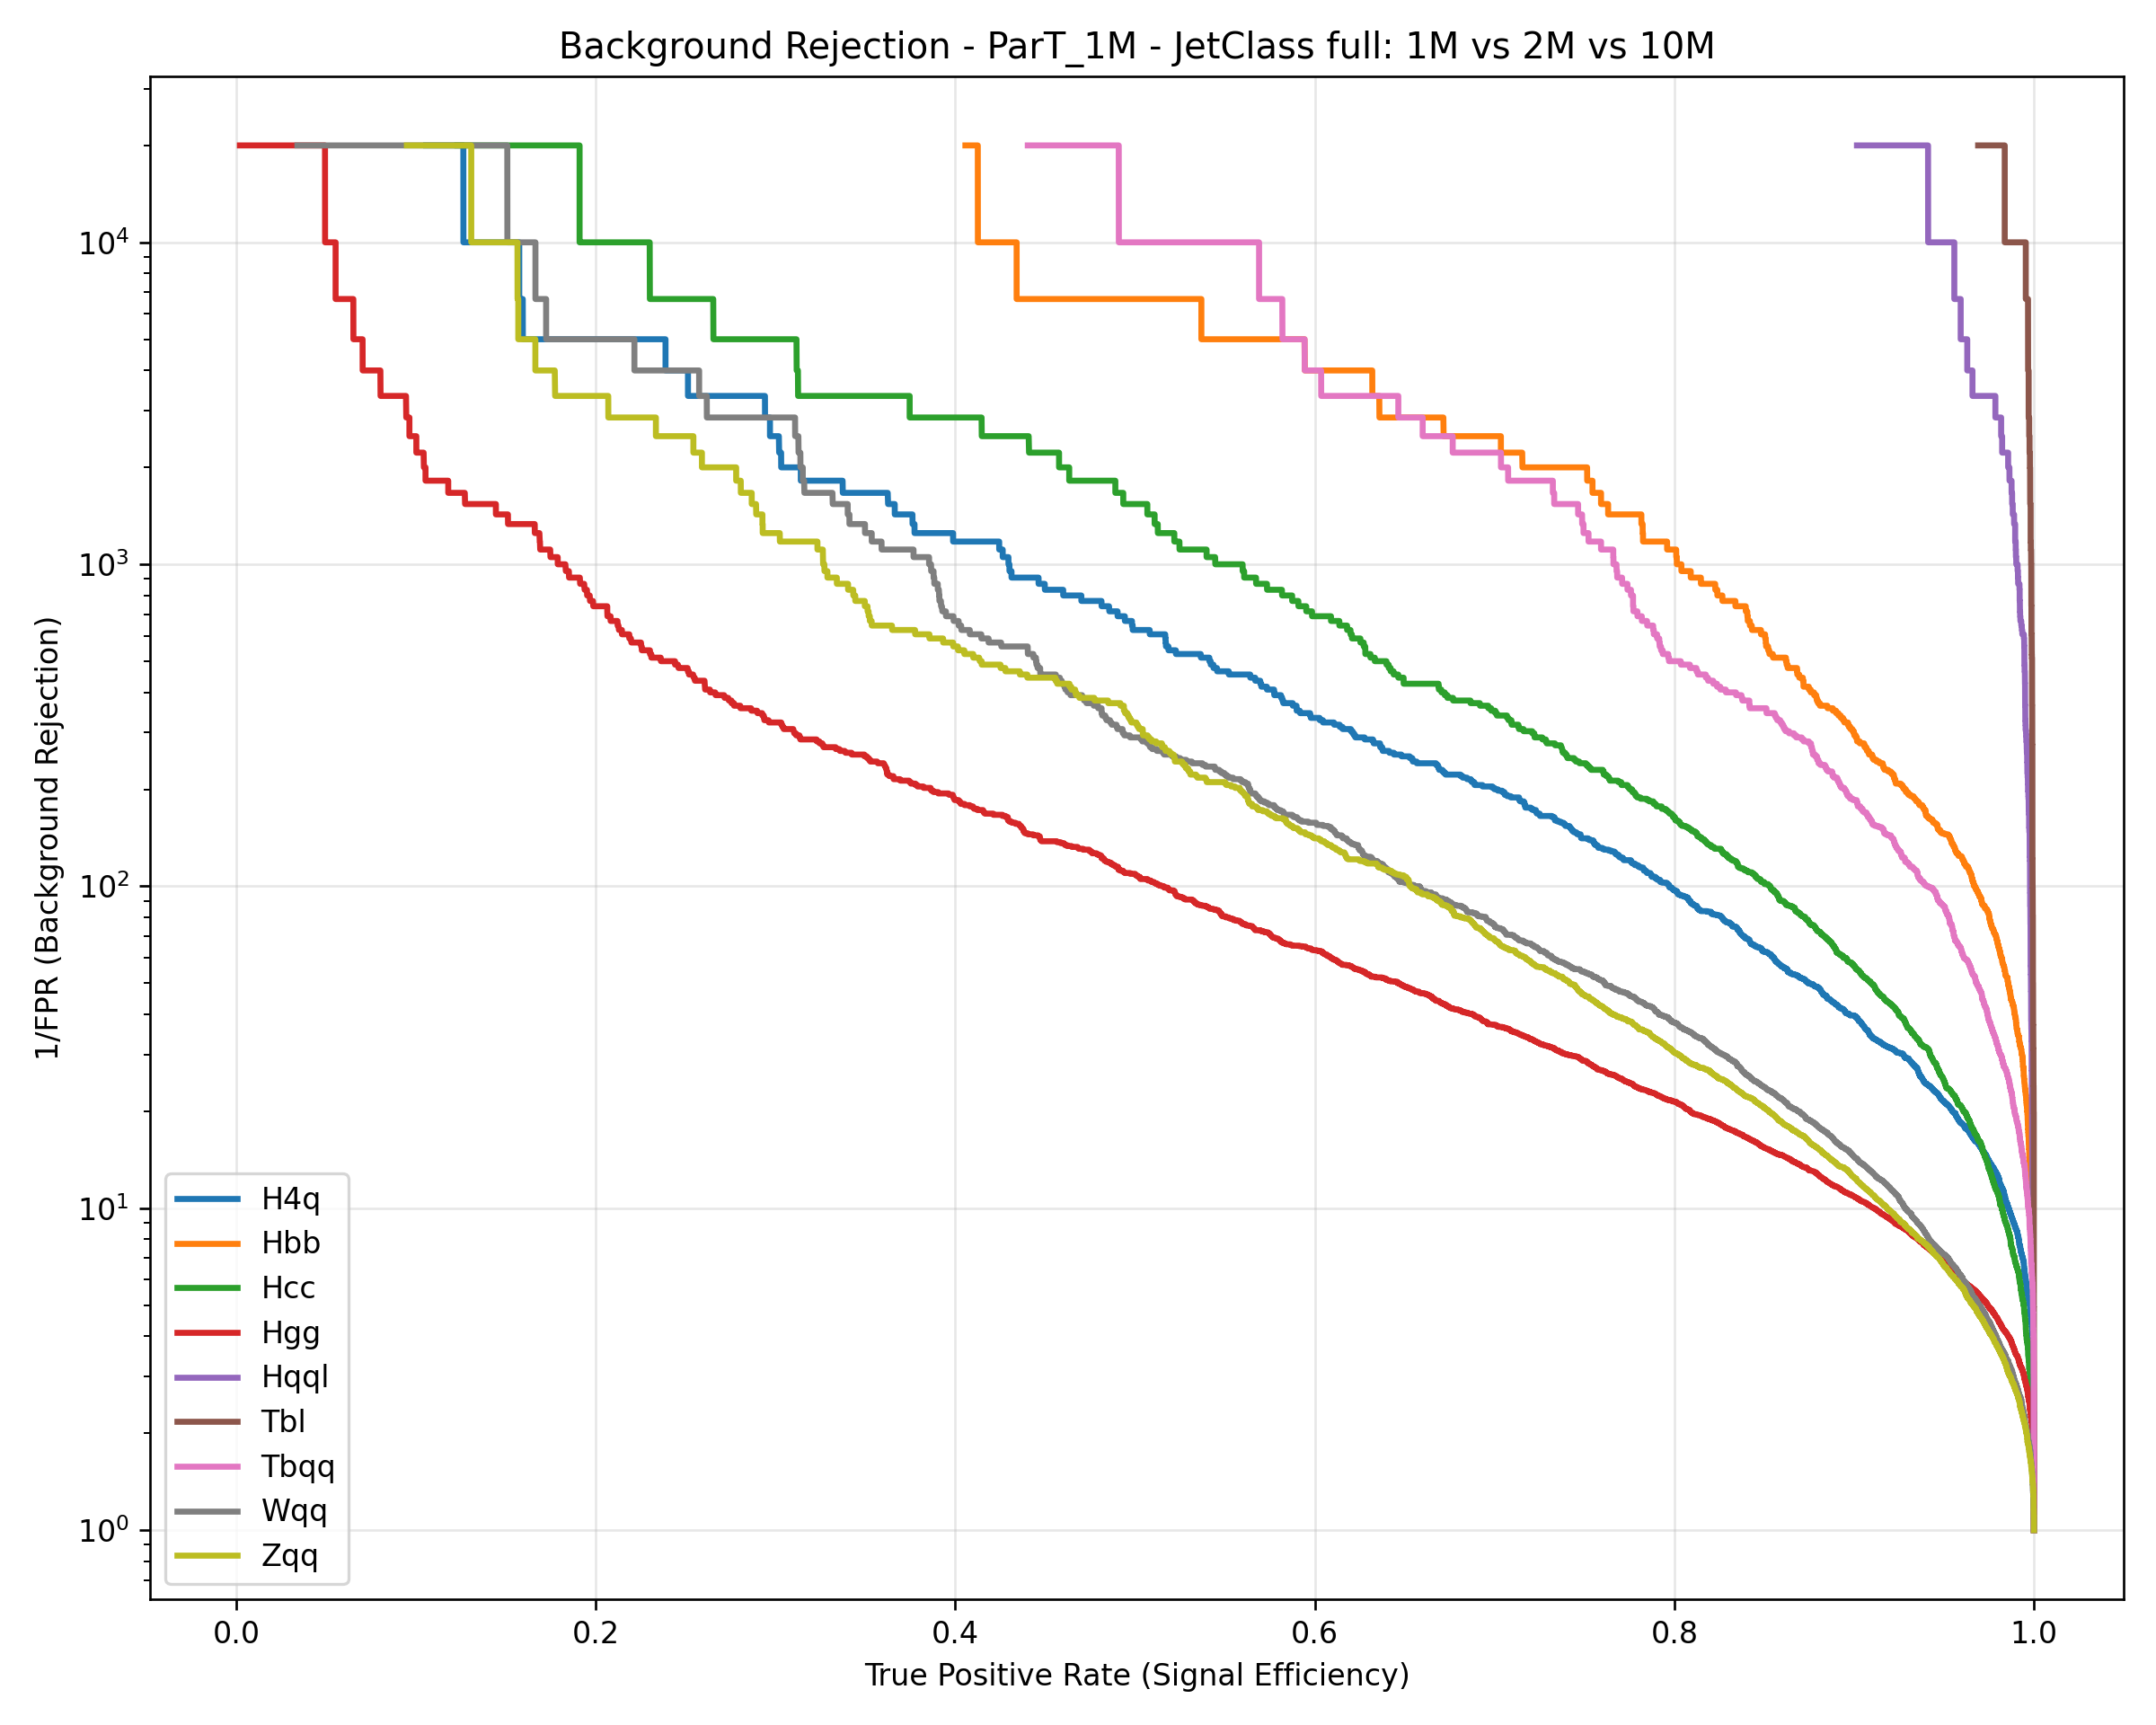 Background Rejection - ParT_1M - JetClass full: 1M vs 2M vs 10M
1/FPR (Background Rejection)
10^4
10^3
10^2
10^1
10^0
H4q
Hbb
Hcc
Hgg
Hqql
Tbl
Tbqq
Wqq
Zqq
0.0 0.2 0.4 0.6 0.8 1.0
True Positive Rate (Signal Efficiency)